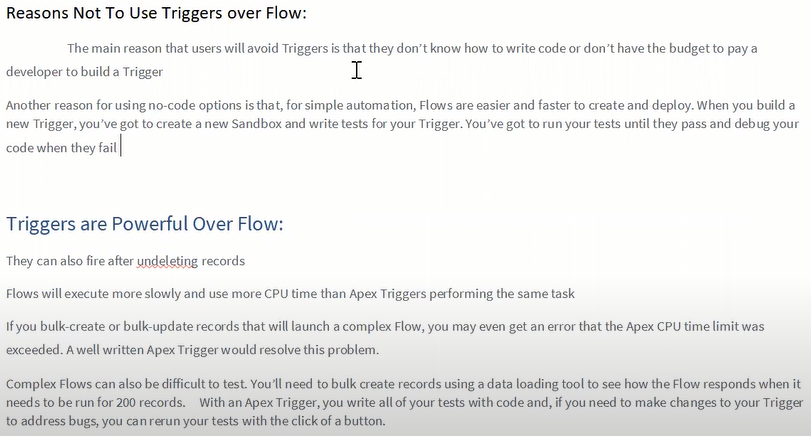 Reasons Not To Use Triggers over Flow:
The main reason that users will avoid Triggers is that they don't know how to write code or don't have the budget to pay a
developer to build a Trigger
Another reason for using no-code options is that, for simple automation, Flows are easier and faster to create and deploy. When you build a
new Trigger, you've got to create a new Sandbox and write tests for your Trigger. You've got to run your tests until they pass and debug your
code when they fail
Triggers are Powerful Over Flow:
They can also fire after undeleting records
Flows will execute more slowly and use more CPU time than Apex Triggers performing the same task
If you bulk-create or bulk-update records that will launch a complex Flow, you may even get an error that the Apex CPU time limit was
exceeded. A well written Apex Trigger would resolve this problem.
Complex Flows can also be difficult to test. You'll need to bulk create records using a data loading tool to see how the Flow responds when it
needs to be run for 200 records. With an Apex Trigger, you write all of your tests with code and, if you need to make changes to your Trigger
to address bugs, you can rerun your tests with the click of a button.